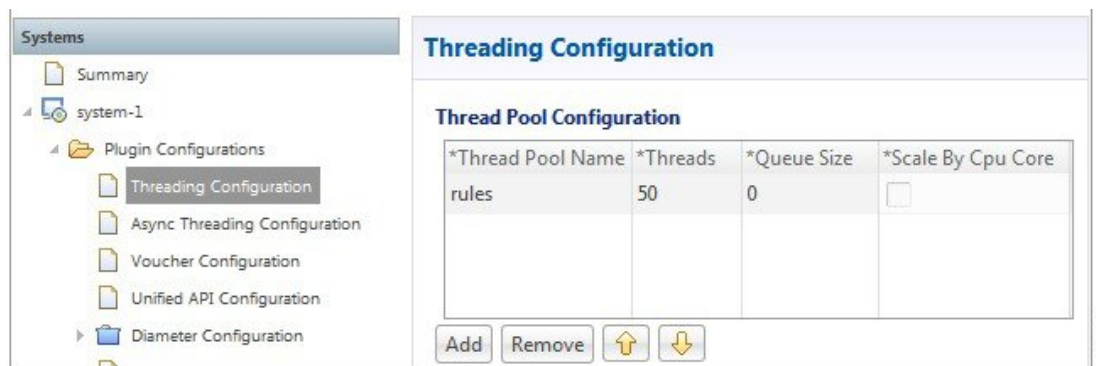 Systems
Summary
system-1
Plugin Configurations
Threading Configuration
Async Threading Configuration
Voucher Configuration
Unified API Configuration
Diameter Configuration
Threading Configuration
Thread Pool Configuration
*Thread Pool Name *Threads *Queue Size *Scale By Cpu Core
rules 50 0
Add Remove